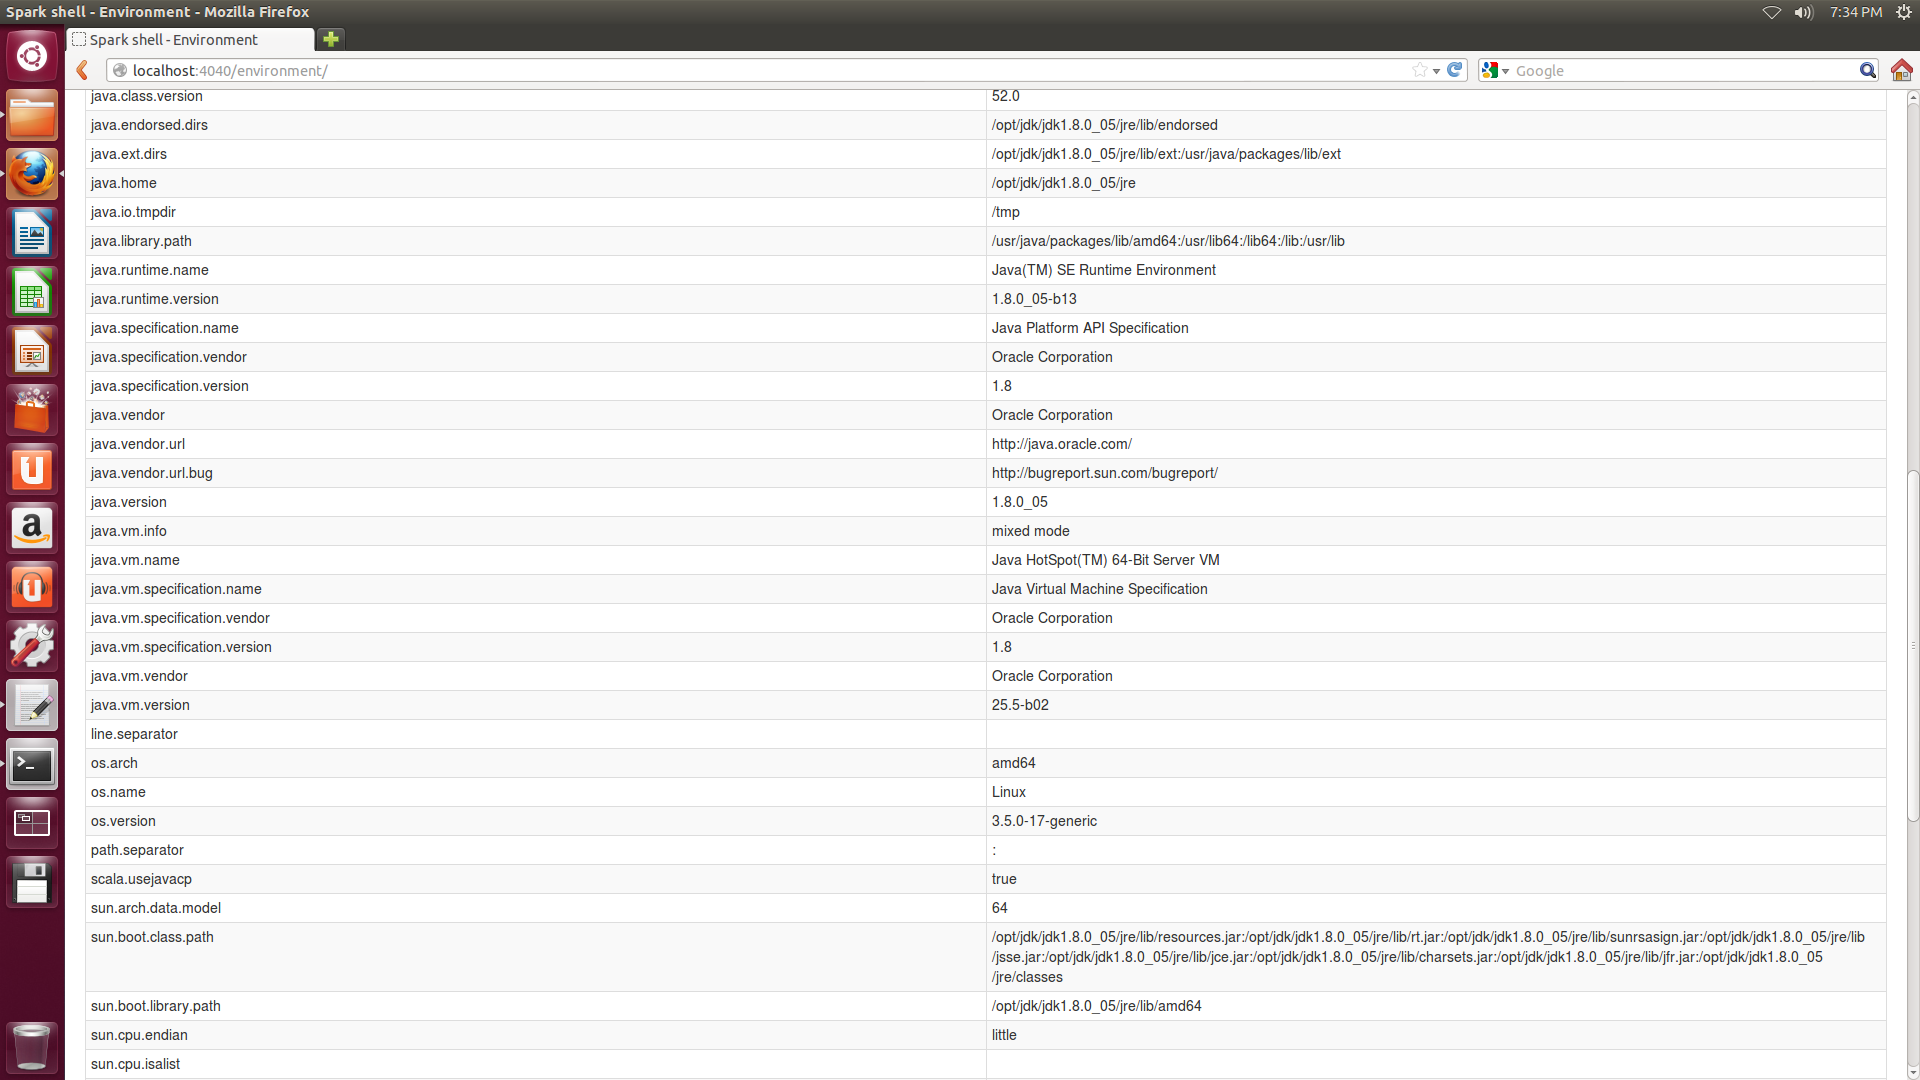 Spark shell - Environment - Mozilla Firefox
7:34 PM
Spark shell - Environment
localhost:4040/environment/
Google
java.class.version 52.0
java.endorsed.dirs /opt/jdk/jdk1.8.0_05/jre/lib/endorsed
java.ext.dirs /opt/jdk/jdk1.8.0_05/jre/lib/ext:/usr/java/packages/lib/ext
java.home /opt/jdk/jdk1.8.0_05/jre
java.io.tmpdir /tmp
java.library.path /usr/java/packages/lib/amd64:/usr/lib64:/lib64:/lib:/usr/lib
java.runtime.name Java(TM) SE Runtime Environment
java.runtime.version 1.8.0_05-b13
java.specification.name Java Platform API Specification
java.specification.vendor Oracle Corporation
java.specification.version 1.8
java.vendor Oracle Corporation
java.vendor.url http://java.oracle.com/
java.vendor.url.bug http://bugreport.sun.com/bugreport/
java.version 1.8.0_05
java.vm.info mixed mode
java.vm.name Java HotSpot(TM) 64-Bit Server VM
java.vm.specification.name Java Virtual Machine Specification
java.vm.specification.vendor Oracle Corporation
java.vm.specification.version 1.8
java.vm.vendor Oracle Corporation
java.vm.version 25.5-b02
line.separator
os.arch amd64
os.name Linux
os.version 3.5.0-17-generic
path.separator :
scala.usejavacp true
sun.arch.data.model 64
sun.boot.class.path /opt/jdk/jdk1.8.0_05/jre/lib/resources.jar:/opt/jdk/jdk1.8.0_05/jre/lib/rt.jar:/opt/jdk/jdk1.8.0_05/jre/lib/sunrsasign.jar:/opt/jdk/jdk1.8.0_05/jre/lib
/jsse.jar:/opt/jdk/jdk1.8.0_05/jre/lib/jce.jar:/opt/jdk/jdk1.8.0_05/jre/lib/charsets.jar:/opt/jdk/jdk1.8.0_05/jre/lib/jfr.jar:/opt/jdk/jdk1.8.0_05
/jre/classes
sun.boot.library.path /opt/jdk/jdk1.8.0_05/jre/lib/amd64
sun.cpu.endian little
sun.cpu.isalist